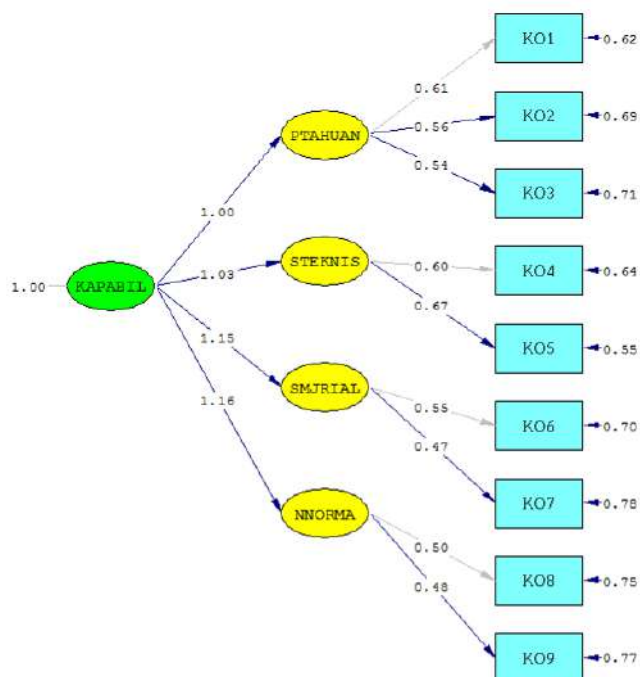 KO1
0.62
0.61
KO2
0.69
PTAHUAN
0.56
0.54
KO3
0.71
1.00
STEKNIS
0.60
KO4
0.64
1.00
KAPABIL
1.03
0.67
KO5
0.55
1.15
SMJRIAL
0.55
KO6
0.70
1.16
0.47
KO7
0.78
NNORMA
0.50
KO8
0.75
0.48
KO9
0.77